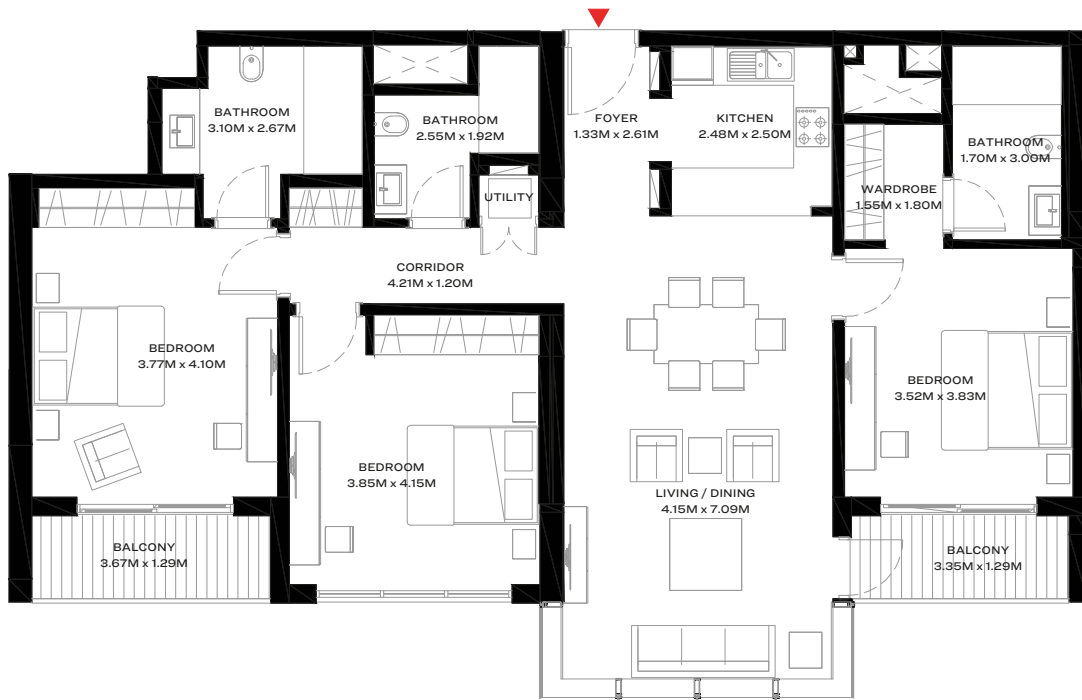 BATHROOM
3.10M x 2.67M
BATHROOM
2.55M x 1.92M
FOYER
1.33M x 2.61M
KITCHEN
2.48M x 2.50M
BATHROOM
1.70M x 3.00M
WARDROBE
1.55M x 1.80M
UTILITY
CORRIDOR
4.21M x 1.20M
BEDROOM
3.77M x 4.10M
BEDROOM
3.52M x 3.83M
BEDROOM
3.85M x 4.15M
LIVING / DINING
4.15M x 7.09M
BALCONY
3.67M x 1.29M
BALCONY
3.35M x 1.29M